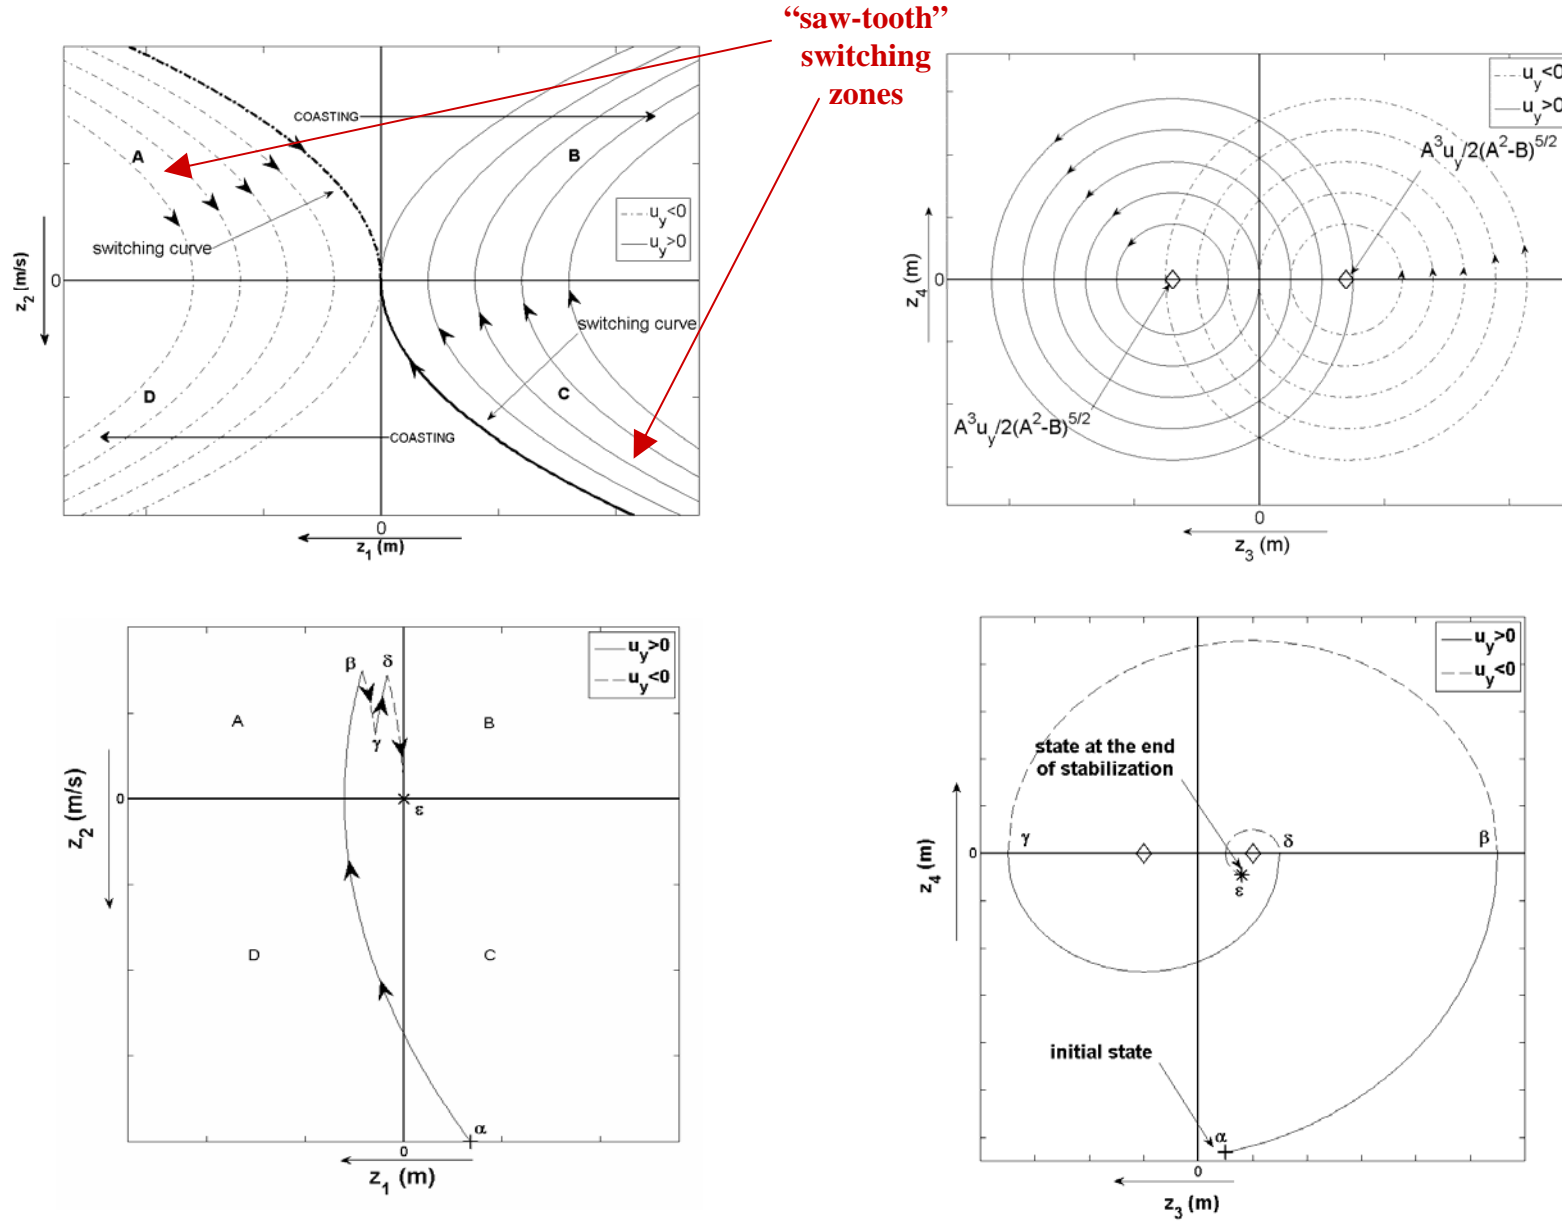 “saw-tooth”
switching
zones
COASTING
A
B
switching curve
u_y<0
u_y>0
z_2 [m/s)
0
switching curve
D
C
COASTING
0
z_1 (m)
u_y<0
u_y>0
A^3u_y/2(A^2-B)^5/2
z_4 (m)
0
A^3u_y/2(A^2-B)^5/2
0
z_3 (m)
u_y>0
u_y<0
β
δ
A
B
γ
z_2 (m/s)
0
ε
D
C
α
0
z_1 (m)
u_y>0
u_y<0
state at the end
of stabilization
γ
δ
β
z_4 (m)
0
ε
initial state
α
0
z_3 (m)